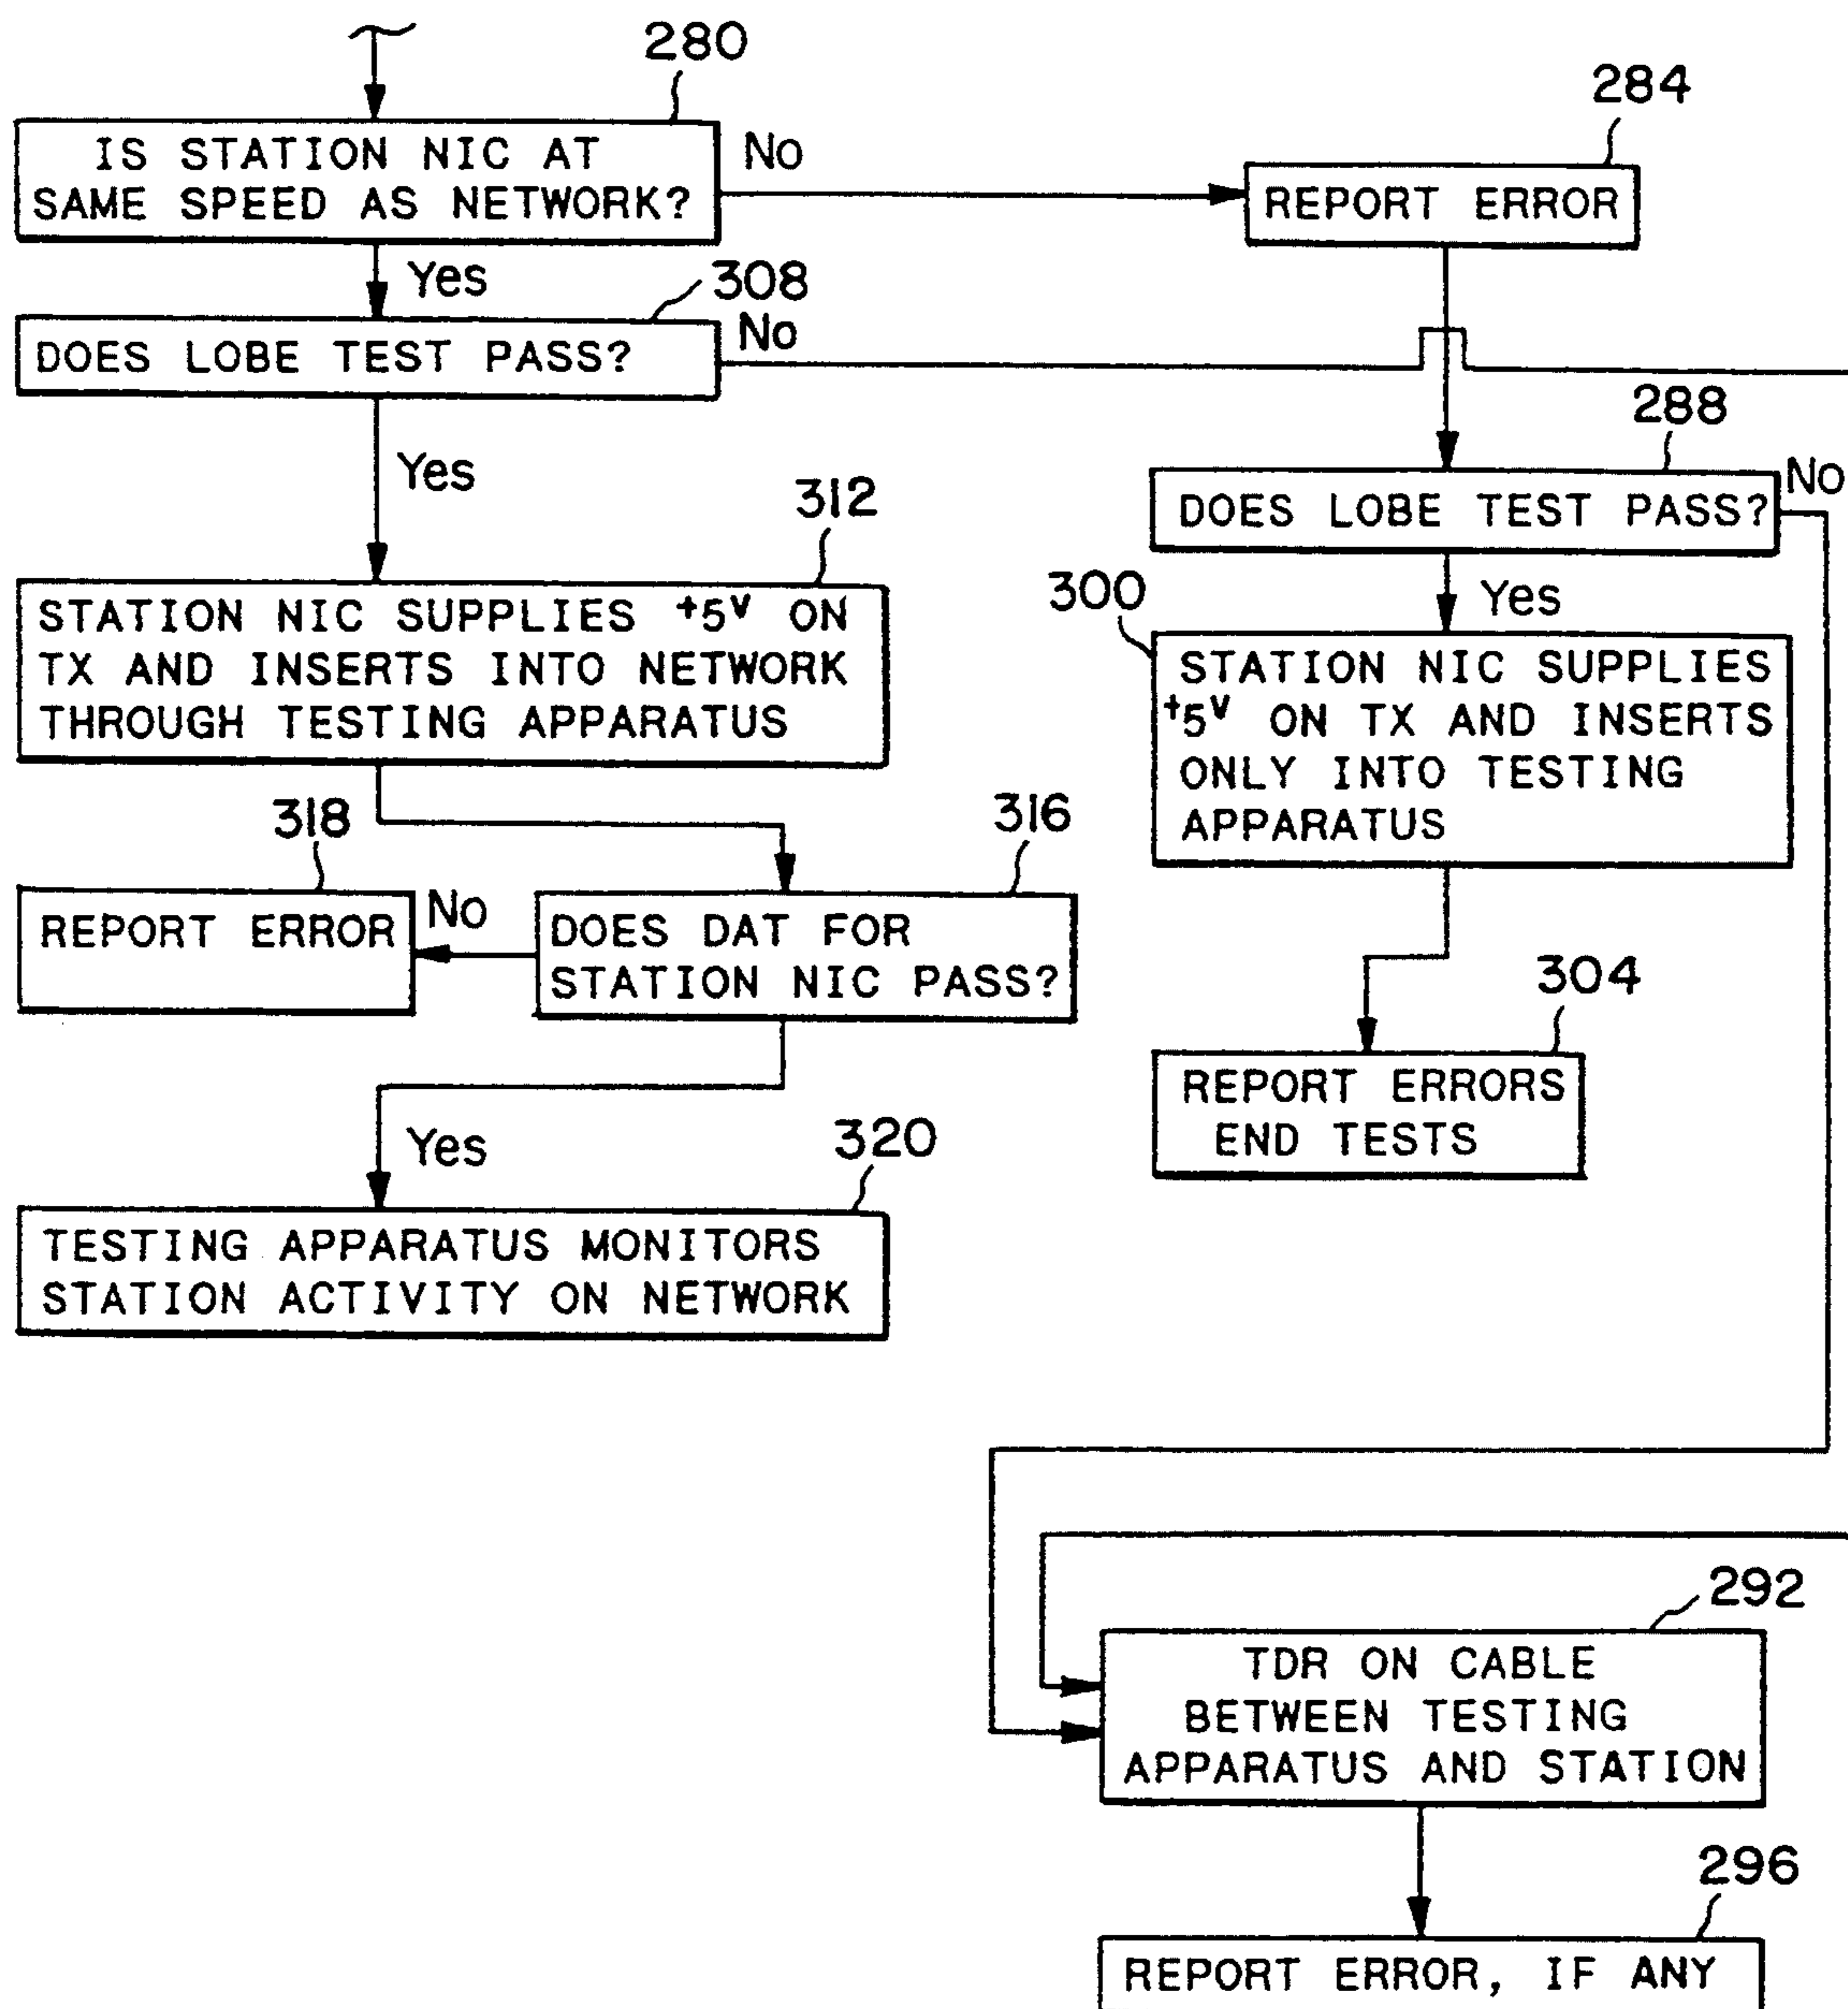 280
IS STATION NIC AT
SAME SPEED AS NETWORK?
No
284
REPORT ERROR
Yes
308
DOES LOBE TEST PASS?
No
288
DOES LOBE TEST PASS?
No
Yes
312
STATION NIC SUPPLIES +5V ON
TX AND INSERTS INTO NETWORK
THROUGH TESTING APPARATUS
300
Yes
STATION NIC SUPPLIES
+5V ON TX AND INSERTS
ONLY INTO TESTING
APPARATUS
318
REPORT ERROR
No
316
DOES DAT FOR
STATION NIC PASS?
304
REPORT ERRORS
END TESTS
Yes
320
TESTING APPARATUS MONITORS
STATION ACTIVITY ON NETWORK
292
TDR ON CABLE
BETWEEN TESTING
APPARATUS AND STATION
296
REPORT ERROR, IF ANY